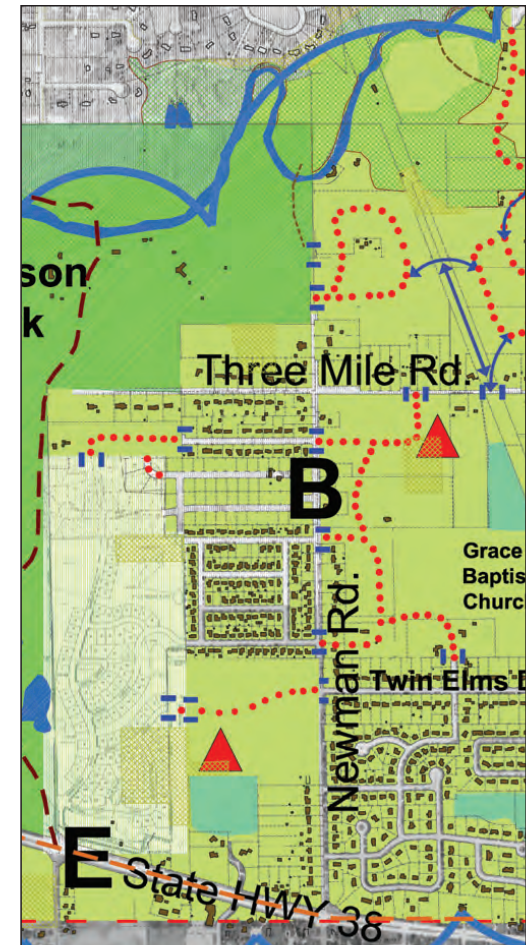 son
k
Three Mile Rd.
B
Grace
Baptis
Churc
Newman Rd.
Twin Elms D
E
State HWY 38